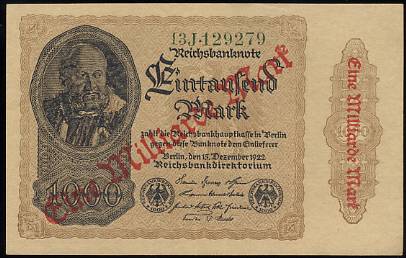 13J·129279
Reichsbanknote
Eintausend
Mark
zahlt die Reichsbankhauptkasse in Berlin
gegen diese Banknote dem Einlieferer
Berlin, den 15. Dezember 1922
Reichsbankdirektorium
1000
Eine Milliarde Mark
Eine Milliarde Mark